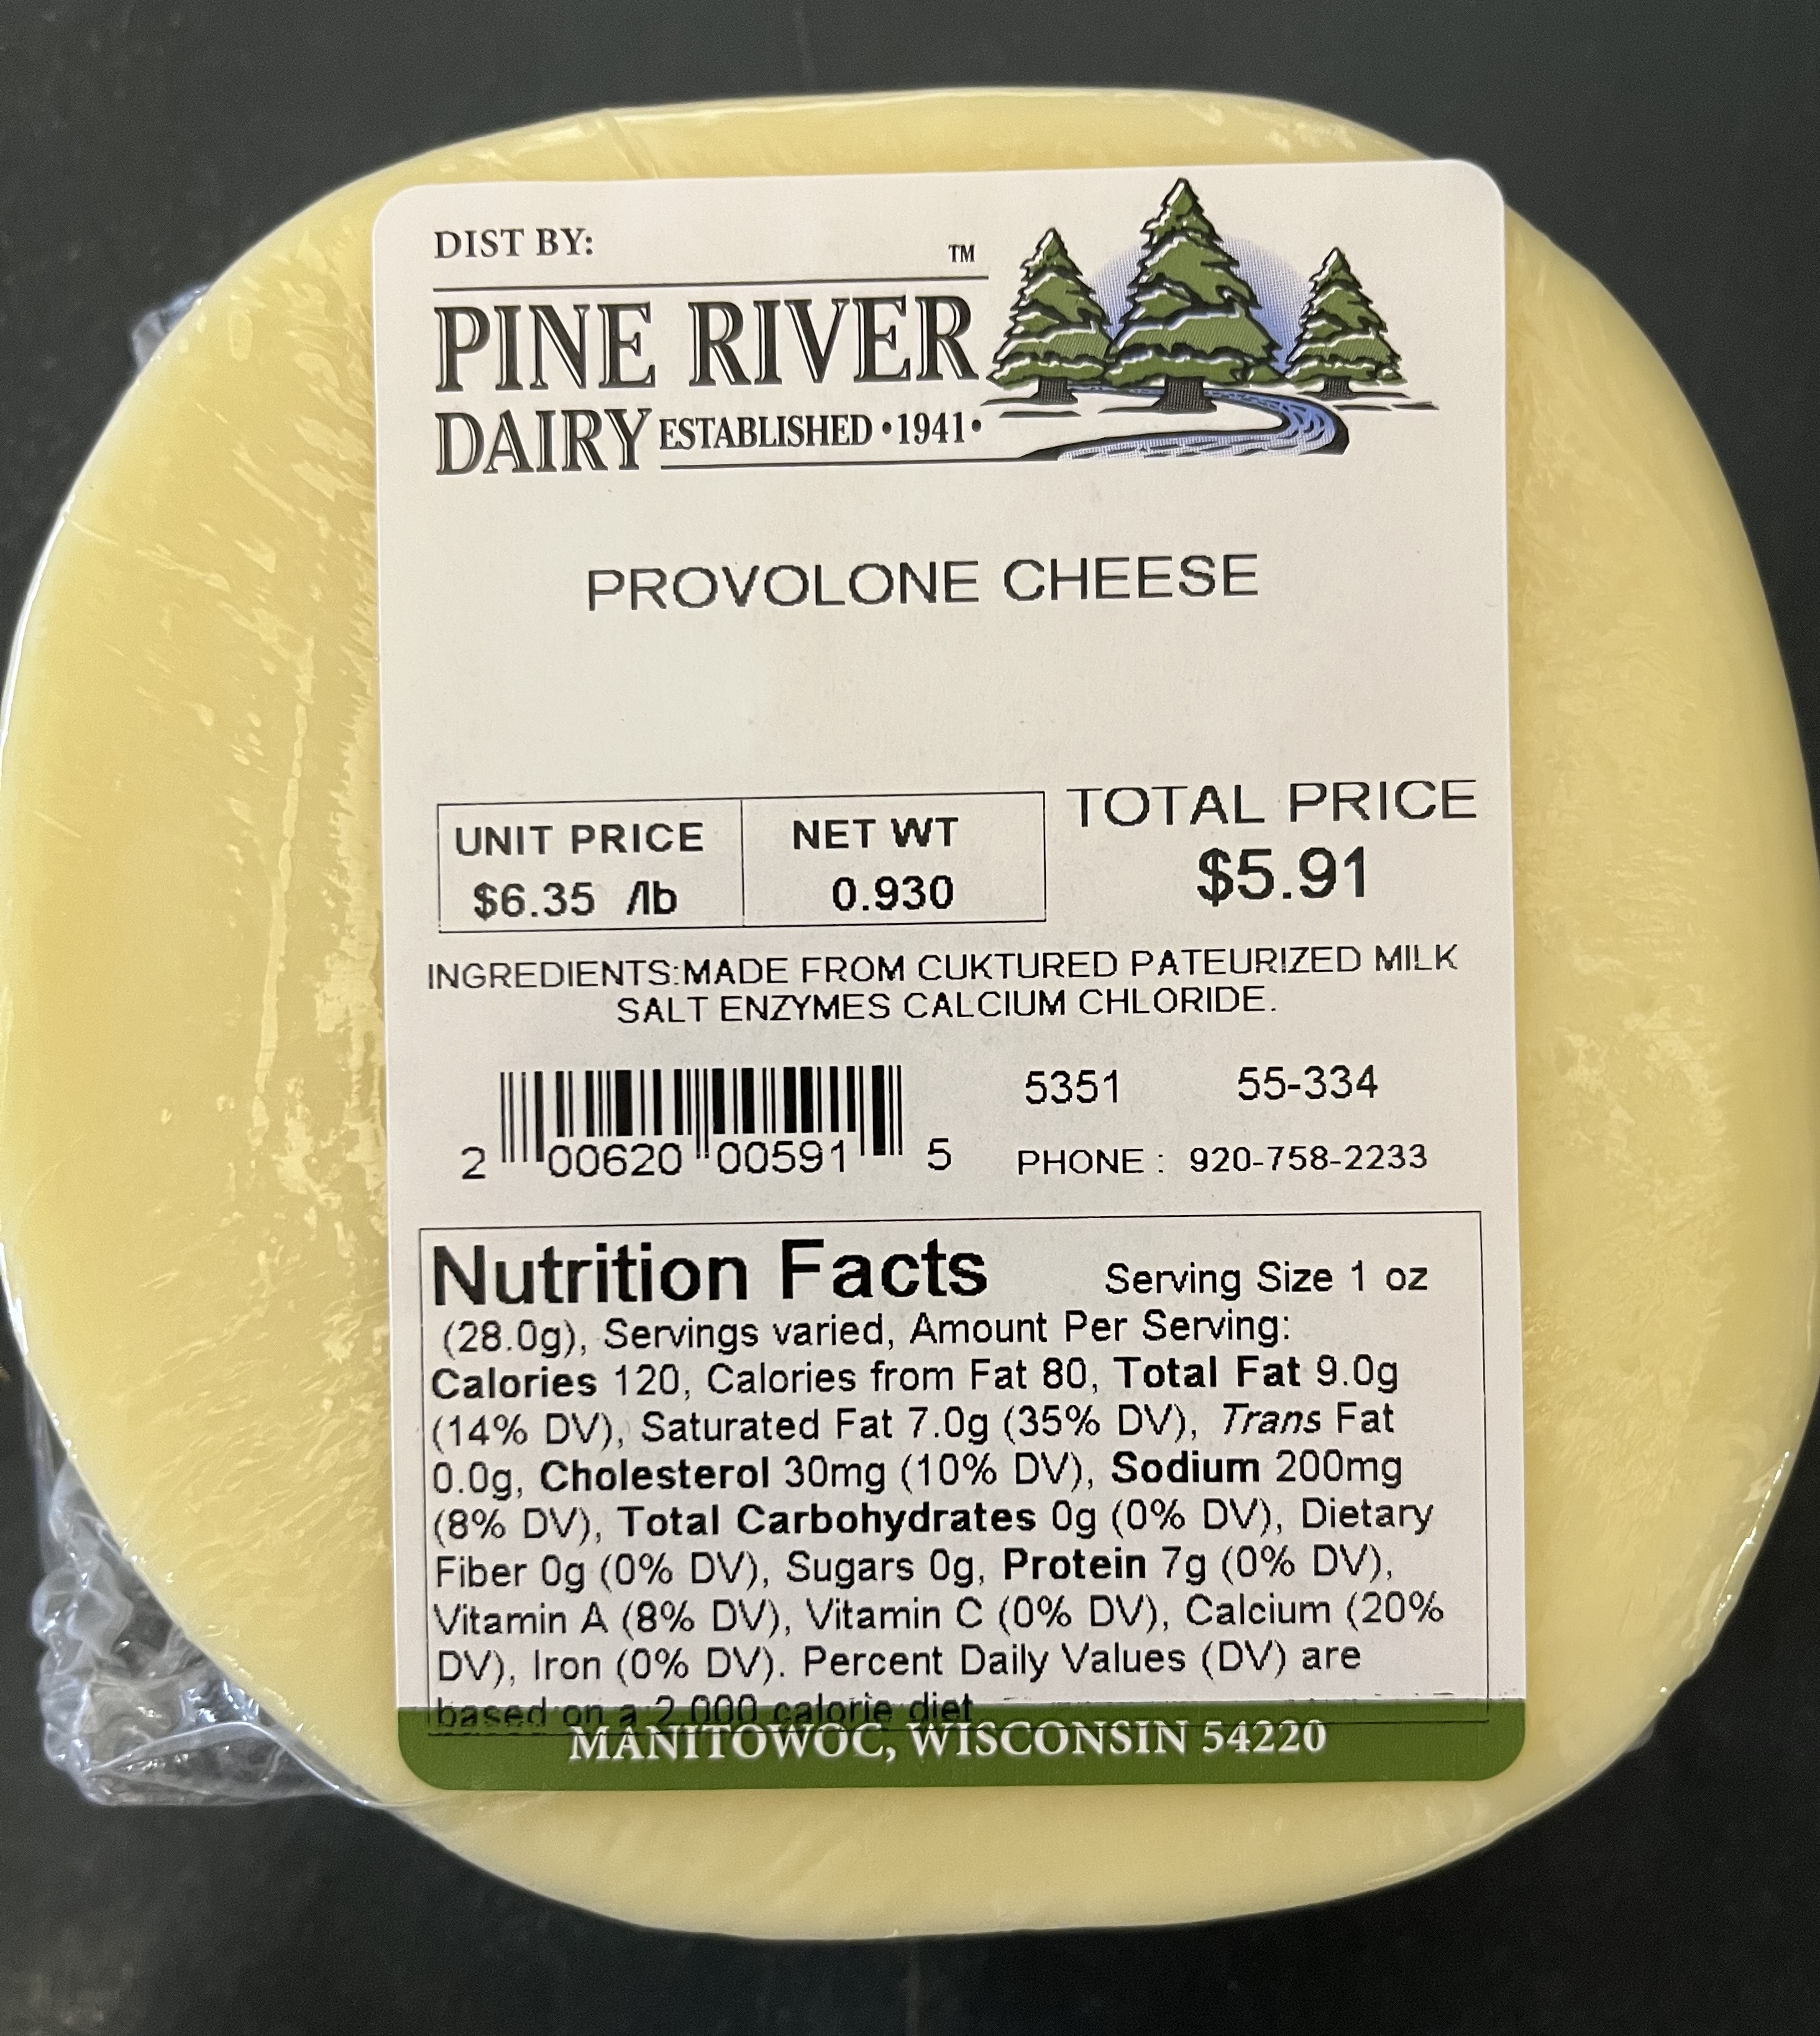 DIST BY:
TM
PINE RIVER
DAIRY ESTABLISHED •1941•
PROVOLONE CHEESE
UNIT PRICE NET WT TOTAL PRICE
$6.35 /lb 0.930 $5.91
INGREDIENTS:MADE FROM CUKTURED PATEURIZED MILK
SALT ENZYMES CALCIUM CHLORIDE.
5351 55-334
2 00620 00591 5
PHONE : 920-758-2233
Nutrition Facts Serving Size 1 oz
(28.0g), Servings varied, Amount Per Serving:
Calories 120, Calories from Fat 80, Total Fat 9.0g
(14% DV), Saturated Fat 7.0g (35% DV), Trans Fat
0.0g, Cholesterol 30mg (10% DV), Sodium 200mg
(8% DV), Total Carbohydrates 0g (0% DV), Dietary
Fiber 0g (0% DV), Sugars 0g, Protein 7g (0% DV),
Vitamin A (8% DV), Vitamin C (0% DV), Calcium (20%
DV), Iron (0% DV). Percent Daily Values (DV) are
based on a 2,000 calorie diet.
MANITOWOC, WISCONSIN 54220